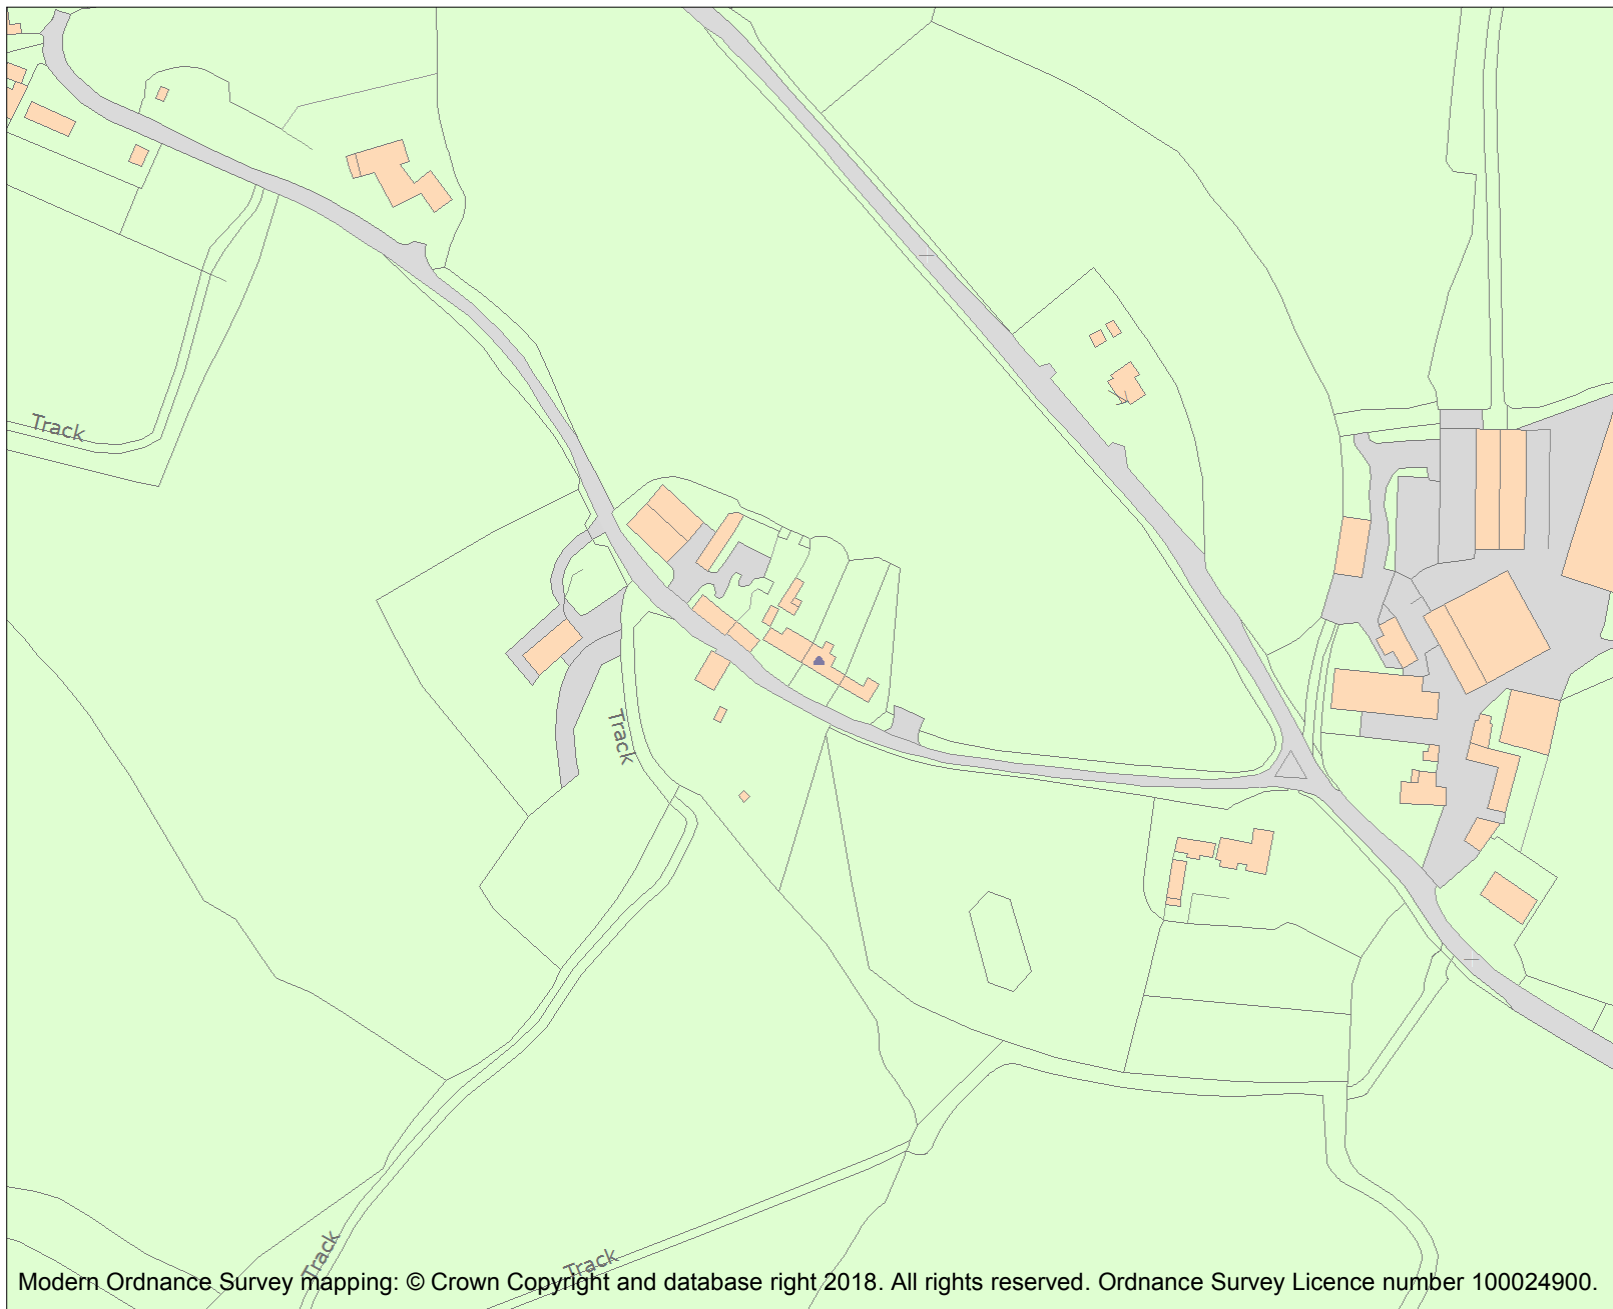 Track
Track
Track
Track
Modern Ordnance Survey mapping: © Crown Copyright and database right 2018. All rights reserved. Ordnance Survey Licence number 100024900.